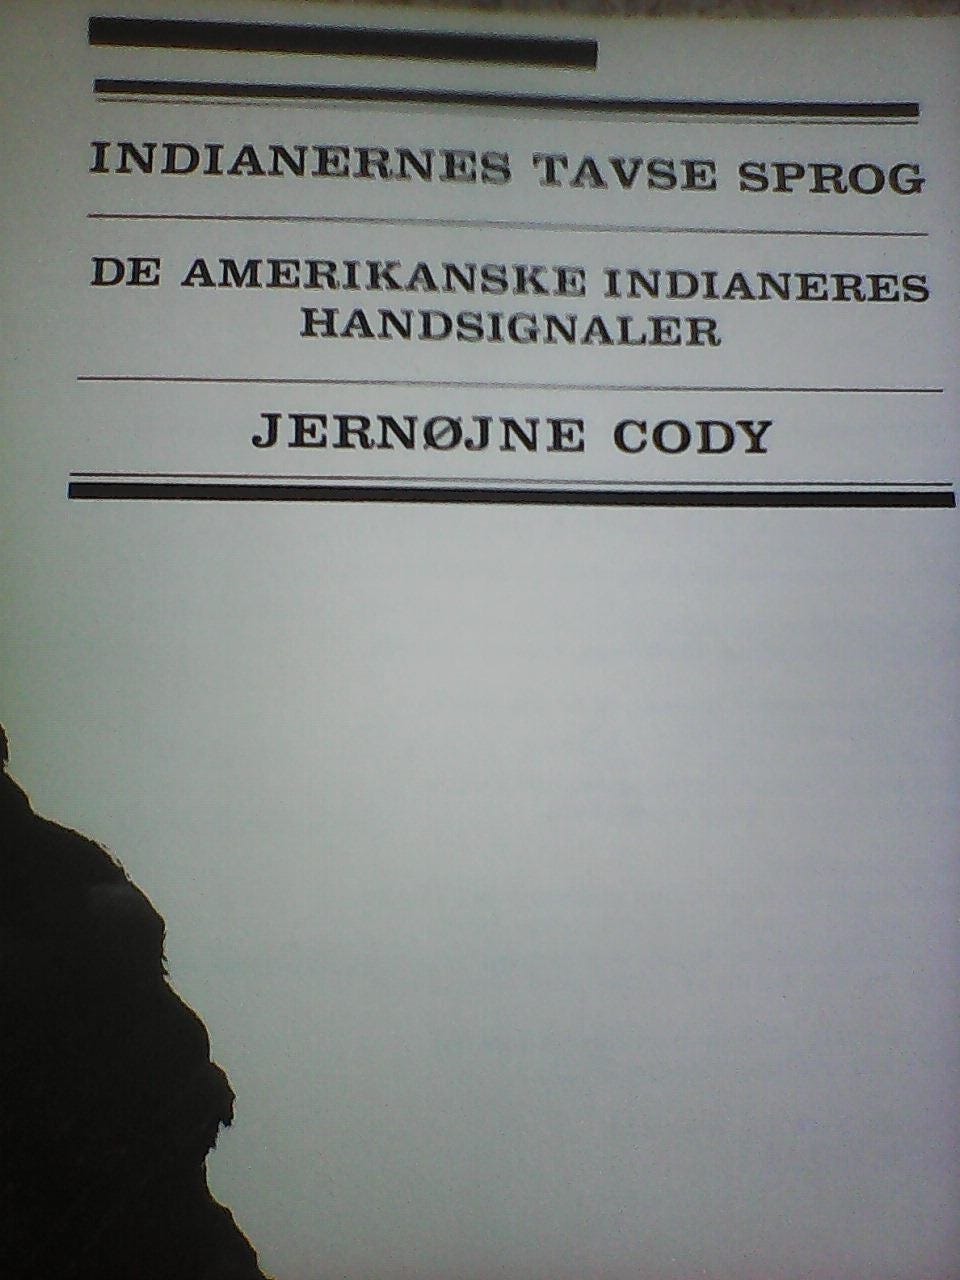 INDIANERNES TAVSE SPROG
DE AMERIKANSKE INDIANERES
HANDSIGNALER
JERNØJNE CODY